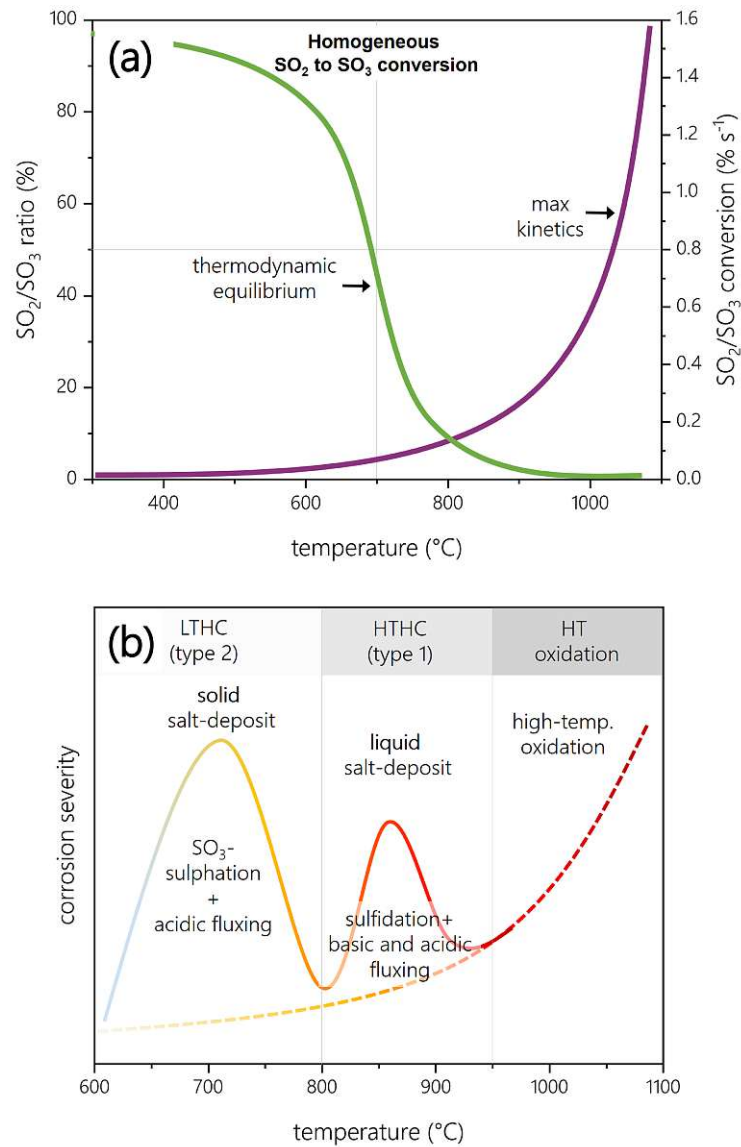 (a)
Homogeneous
SO₂ to SO₃ conversion
100
80
60
40
20
0
SO₂/SO₃ ratio (%)
1.6
1.4
1.2
1.0
0.8
0.6
0.4
0.2
0.0
SO₂/SO₃ conversion (% s⁻¹)
max
kinetics
thermodynamic
equilibrium
400
600
800
1000
temperature (°C)
(b)
LTHC
(type 2)
HTHC
(type 1)
HT
oxidation
solid
salt-deposit
liquid
salt-deposit
high-temp.
oxidation
corrosion severity
SO₃-
sulphation
+
acidic fluxing
sulfidation+
basic and acidic
fluxing
600
700
800
900
1000
1100
temperature (°C)